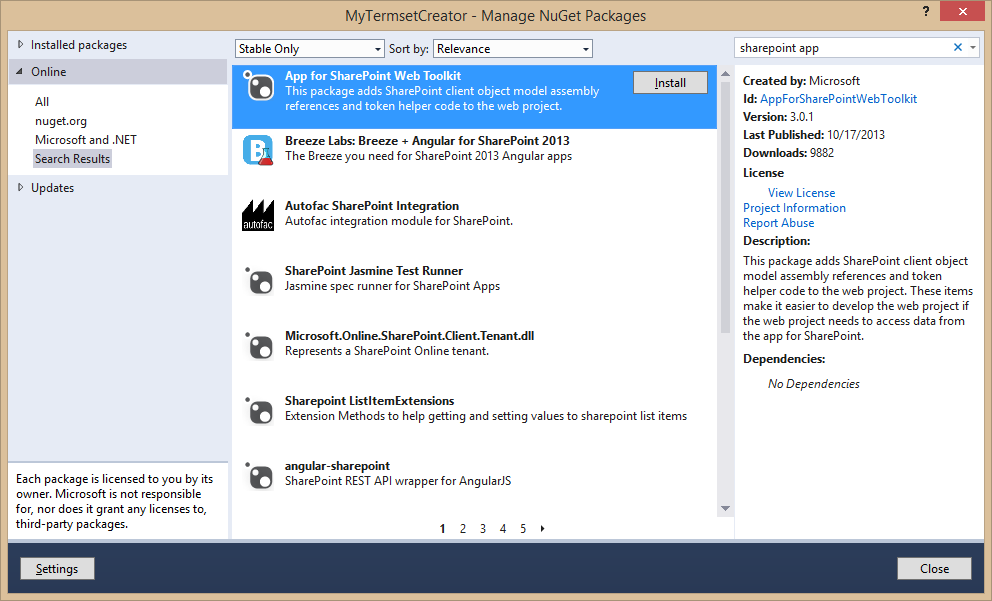 MyTermsetCreator - Manage NuGet Packages
?
Installed packages
Online
All
nuget.org
Microsoft and .NET
Search Results
Updates
Each package is licensed to you by its
owner. Microsoft is not responsible
for, nor does it grant any licenses to,
third-party packages.
Stable Only
Sort by:
Relevance
App for SharePoint Web Toolkit
This package adds SharePoint client object model assembly
references and token helper code to the web project.
Install
Breeze Labs: Breeze + Angular for SharePoint 2013
The Breeze you need for SharePoint 2013 Angular apps
B
Autofac SharePoint Integration
Autofac integration module for SharePoint.
autofac
SharePoint Jasmine Test Runner
Jasmine spec runner for SharePoint Apps
Microsoft.Online.SharePoint.Client.Tenant.dll
Represents a SharePoint Online tenant.
Sharepoint ListItemExtensions
Extension Methods to help getting and setting values to sharepoint list items
angular-sharepoint
SharePoint REST API wrapper for AngularJS
1 2 3 4 5
sharepoint app
Created by: Microsoft
Id: AppForSharePointWebToolkit
Version: 3.0.1
Last Published: 10/17/2013
Downloads: 9882
License
View License
Project Information
Report Abuse
Description:
This package adds SharePoint client object
model assembly references and token
helper code to the web project. These items
make it easier to develop the web project if
the web project needs to access data from
the app for SharePoint.
Dependencies:
No Dependencies
Settings
Close